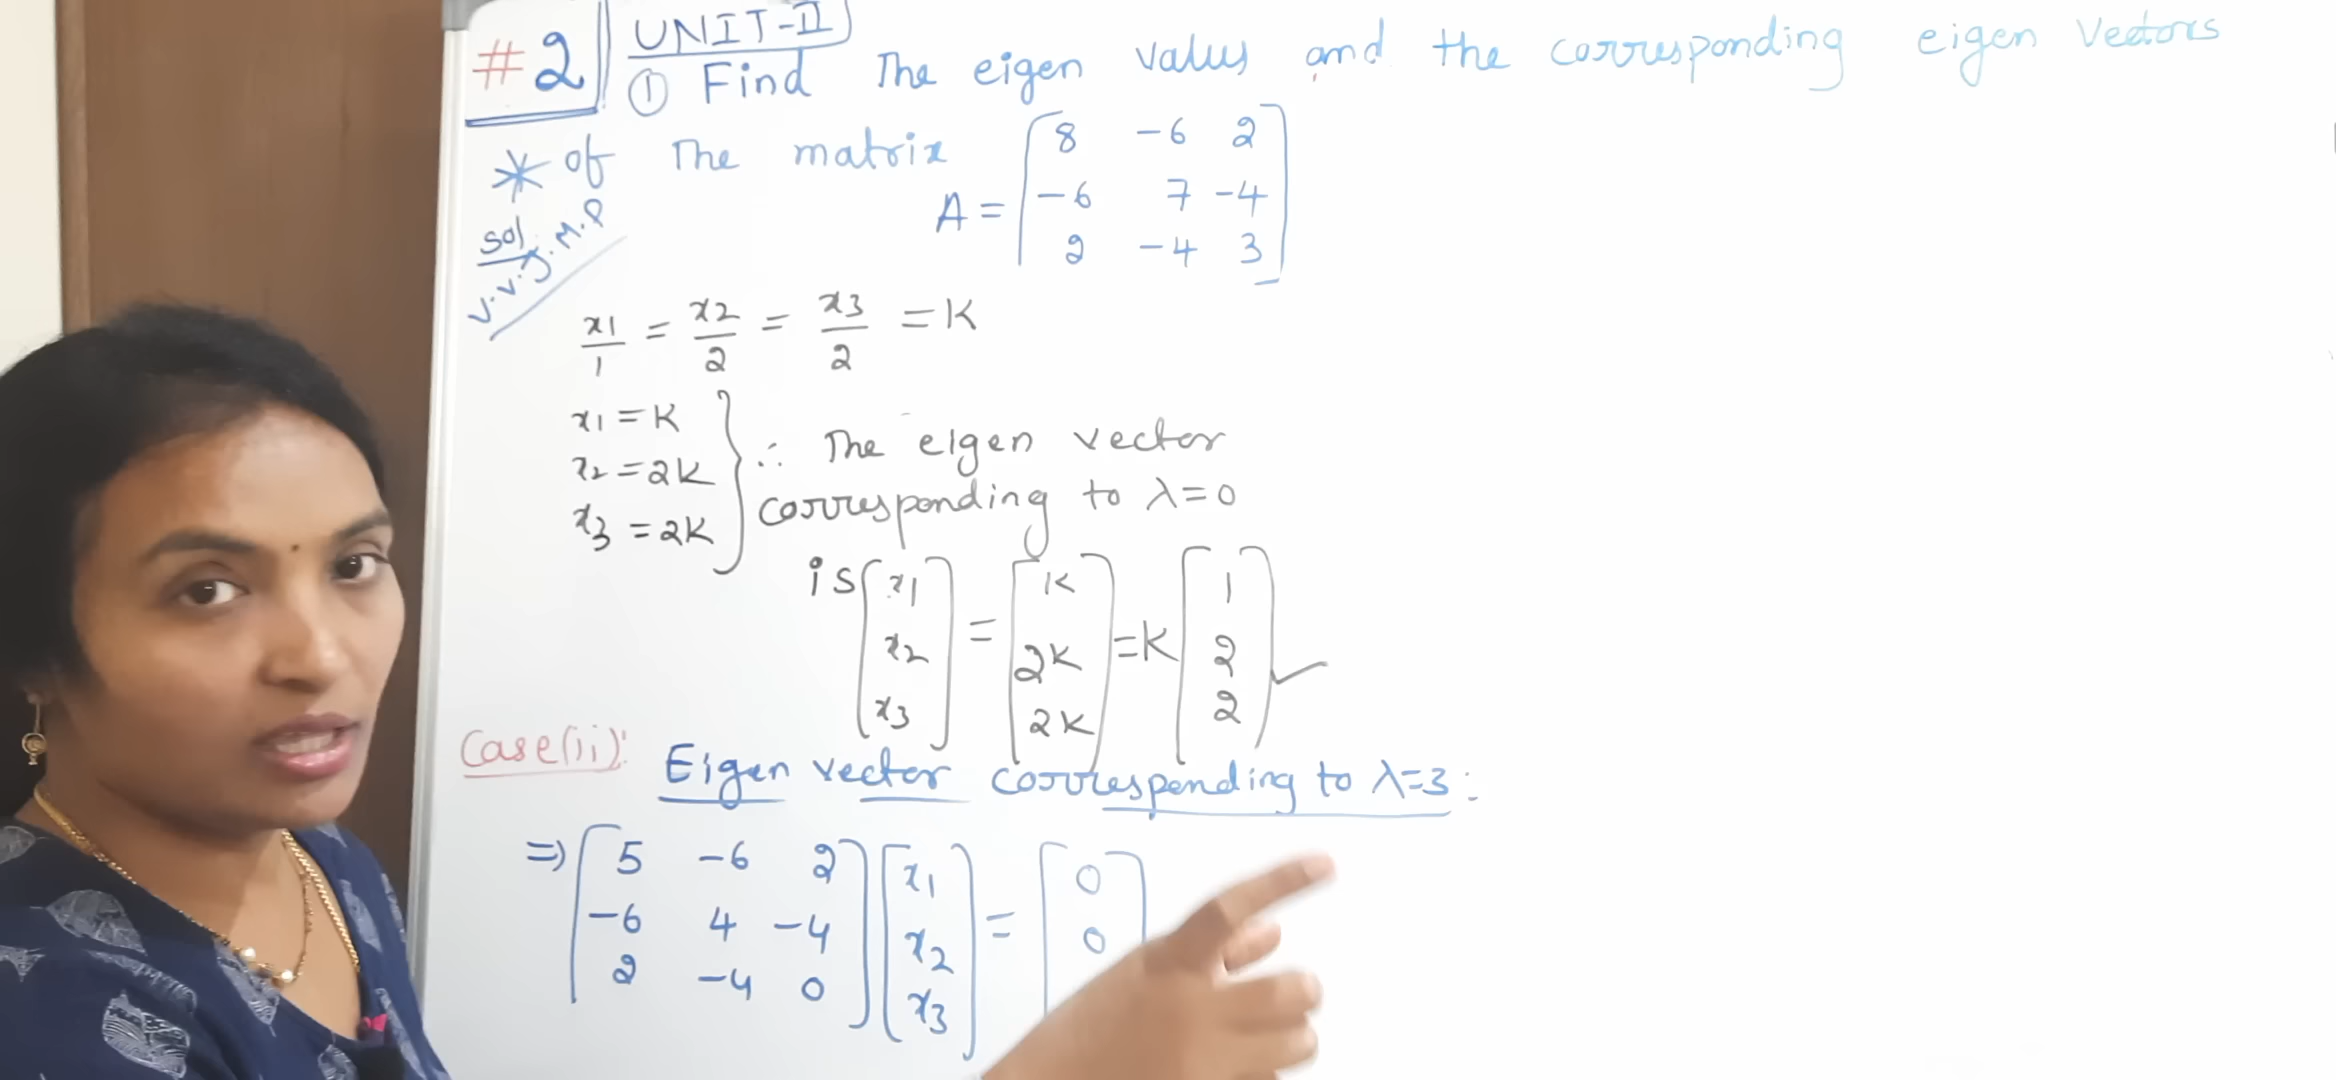 #2 UNIT-II
① Find The eigen values and the corresponding eigen vectors
* of The matrix
A = [ 8 -6 2
-6 7 -4
2 -4 3 ]
Sol
V.V.J.M.P
x1/1 = x2/2 = x3/2 = K
x1 = K
x2 = 2K
x3 = 2K
∴ The eigen vector
corresponding to λ=0
is [ x1 x2 x3 ] = [ K 2K 2K ] = K [ 1 2 2 ]
Case(ii):
Eigen vector corresponding to λ=3:
⇒ [ 5 -6 2
-6 4 -4
2 -4 0 ] [ x1 x2 x3 ] = [ 0 0